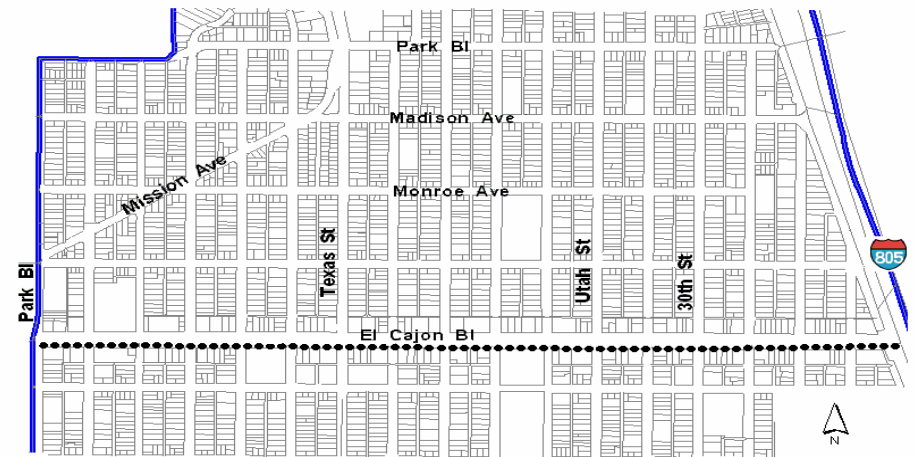 Park Bl
Madison Ave
Mission Ave
Monroe Ave
Texas St
Utah St
30th St
Park Bl
805
El Cajon Bl
N